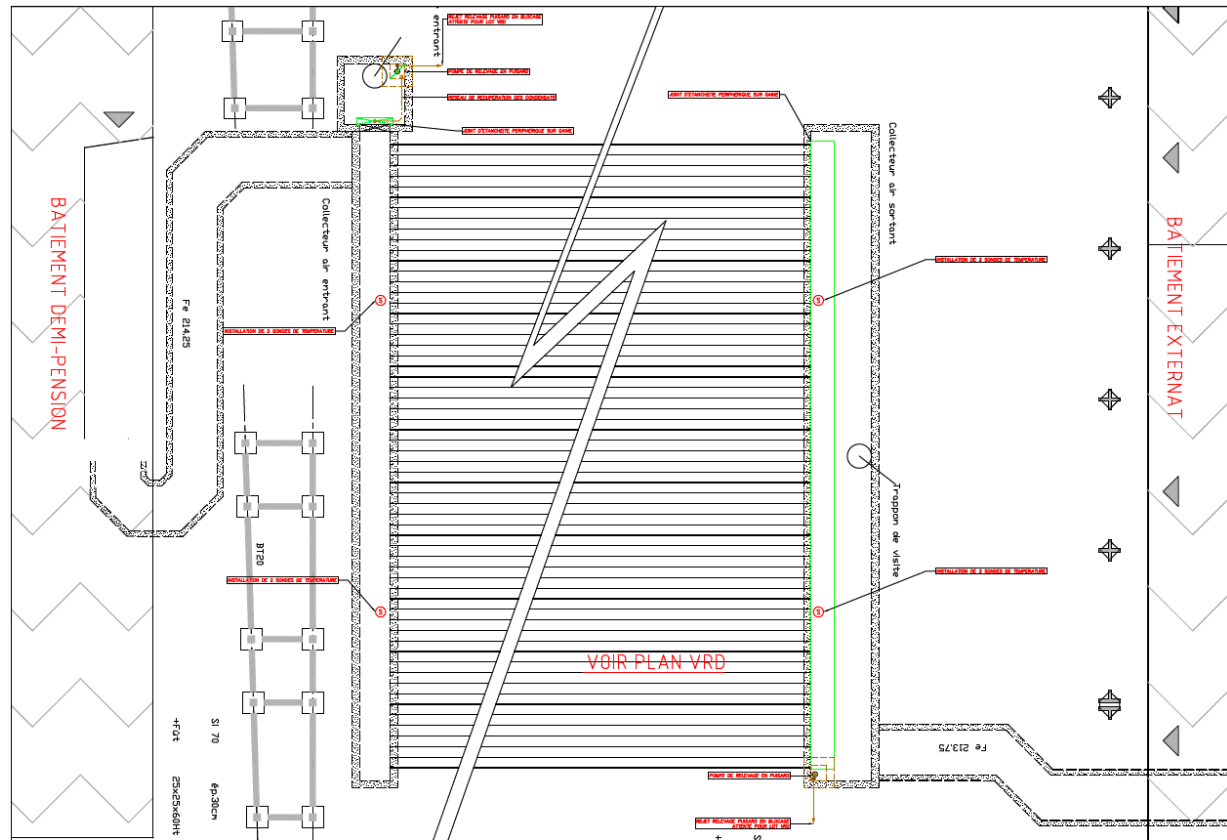 REJET RELEVAGE PUISARD EN BLOCAGE
ATTENTE POUR LOT VRD
entrant
POMPE DE RELEVAGE EN PUISARD
RESEAU DE RECUPERATION DES CONDENSATS
JOINT D'ETANCHEITE PERIPHERIQUE SUR GAINE
JOINT D'ETANCHEITE PERIPHERIQUE SUR GAINE
Collecteur air sortant
BATIEMENT DEMI-PENSION
Collecteur air entrant
Fe 214.25
INSTALLATION DE 2 SONDES DE TEMPERATURE
S
S
INSTALLATION DE 2 SONDES DE TEMPERATURE
BATIEMENT EXTERNAT
Trappon de visite
BT20
INSTALLATION DE 2 SONDES DE TEMPERATURE
S
S
INSTALLATION DE 2 SONDES DE TEMPERATURE
VOIR PLAN VRD
SI 70
ép.30cm
+Fût
25x25x60Ht
Fe 213.75
POMPE DE RELEVAGE EN PUISARD
REJET RELEVAGE PUISARD EN BLOCAGE
ATTENTE POUR LOT VRD
S
+